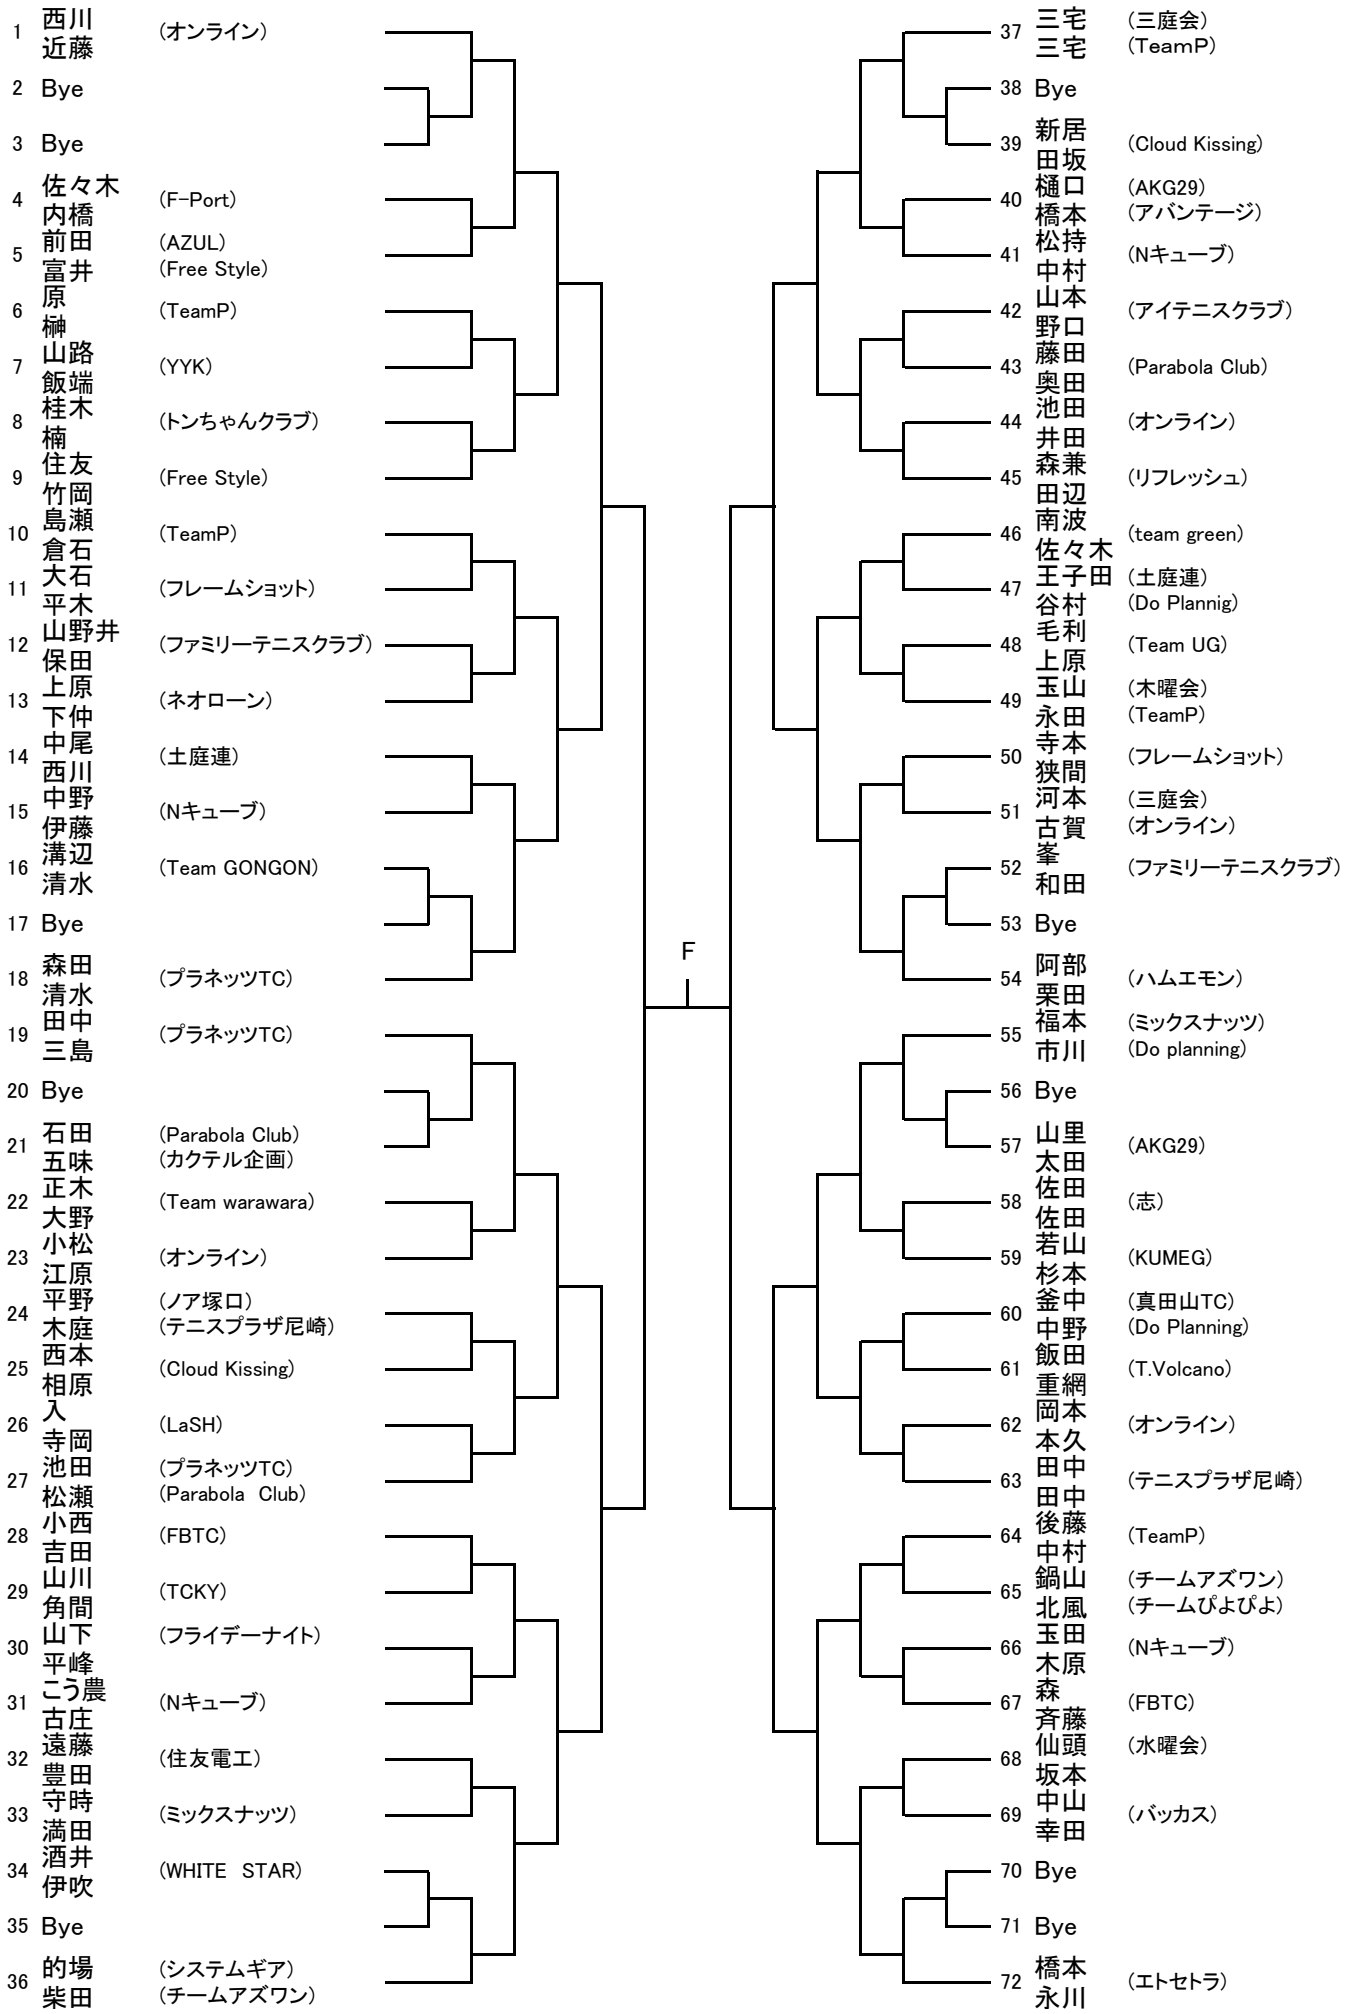 1 西川 (オンライン)
近藤
2 Bye
3 Bye
4 佐々木 (F-Port)
内橋
5 前田 (AZUL)
富井 (Free Style)
6 原 (TeamP)
榊
7 山路 (YYK)
飯端
8 桂木 (トンちゃんクラブ)
楠
9 住友 (Free Style)
竹岡
10 島瀬 (TeamP)
倉石
11 大石 (フレームショット)
平木
12 山野井 (ファミリーテニスクラブ)
保田
13 上原 (ネオローン)
下仲
14 中尾 (土庭連)
西川
15 中野 (Nキューブ)
伊藤
16 溝辺 (Team GONGON)
清水
17 Bye
18 森田 (プラネッツTC)
清水
19 田中 (プラネッツTC)
三島
20 Bye
21 石田 (Parabola Club)
五味 (カクテル企画)
22 正木 (Team warawara)
大野
23 小松 (オンライン)
江原
24 平野 (ノア塚口)
木庭 (テニスプラザ尼崎)
25 西本 (Cloud Kissing)
相原
26 入 (LaSH)
寺岡
27 池田 (プラネッツTC)
松瀬 (Parabola Club)
28 小西 (FBTC)
吉田
29 山川 (TCKY)
角間
30 山下 (フライデーナイト)
平峰
31 こう農 (Nキューブ)
古庄
32 遠藤 (住友電工)
豊田
33 守時 (ミックスナッツ)
満田
34 酒井 (WHITE STAR)
伊吹
35 Bye
36 的場 (システムギア)
柴田 (チームアズワン)
F
37 三宅 (三庭会)
三宅 (TeamP)
38 Bye
39 新居 (Cloud Kissing)
田坂
40 樋口 (AKG29)
橋本 (アバンテージ)
41 松持 (Nキューブ)
中村
42 山本 (アイテニスクラブ)
野口
43 藤田 (Parabola Club)
奥田
44 池田 (オンライン)
井田
45 森兼 (リフレッシュ)
田辺
46 南波 (team green)
佐々木
47 王子田 (土庭連)
谷村 (Do Plannig)
48 毛利 (Team UG)
上原
49 玉山 (木曜会)
永田 (TeamP)
50 寺本 (フレームショット)
狭間
51 河本 (三庭会)
古賀 (オンライン)
52 峯 (ファミリーテニスクラブ)
和田
53 Bye
54 阿部 (ハムエモン)
栗田
55 福本 (ミックスナッツ)
市川 (Do planning)
56 Bye
57 山里 (AKG29)
太田
58 佐田 (志)
佐田
59 若山 (KUMEG)
杉本
60 釜中 (真田山TC)
中野 (Do Planning)
61 飯田 (T.Volcano)
重網
62 岡本 (オンライン)
本久
63 田中 (テニスプラザ尼崎)
田中
64 後藤 (TeamP)
中村
65 鍋山 (チームアズワン)
北風 (チームぴよぴよ)
66 玉田 (Nキューブ)
木原
67 森 (FBTC)
斉藤
68 仙頭 (水曜会)
坂本
69 中山 (バッカス)
幸田
70 Bye
71 Bye
72 橋本 (エトセトラ)
永川